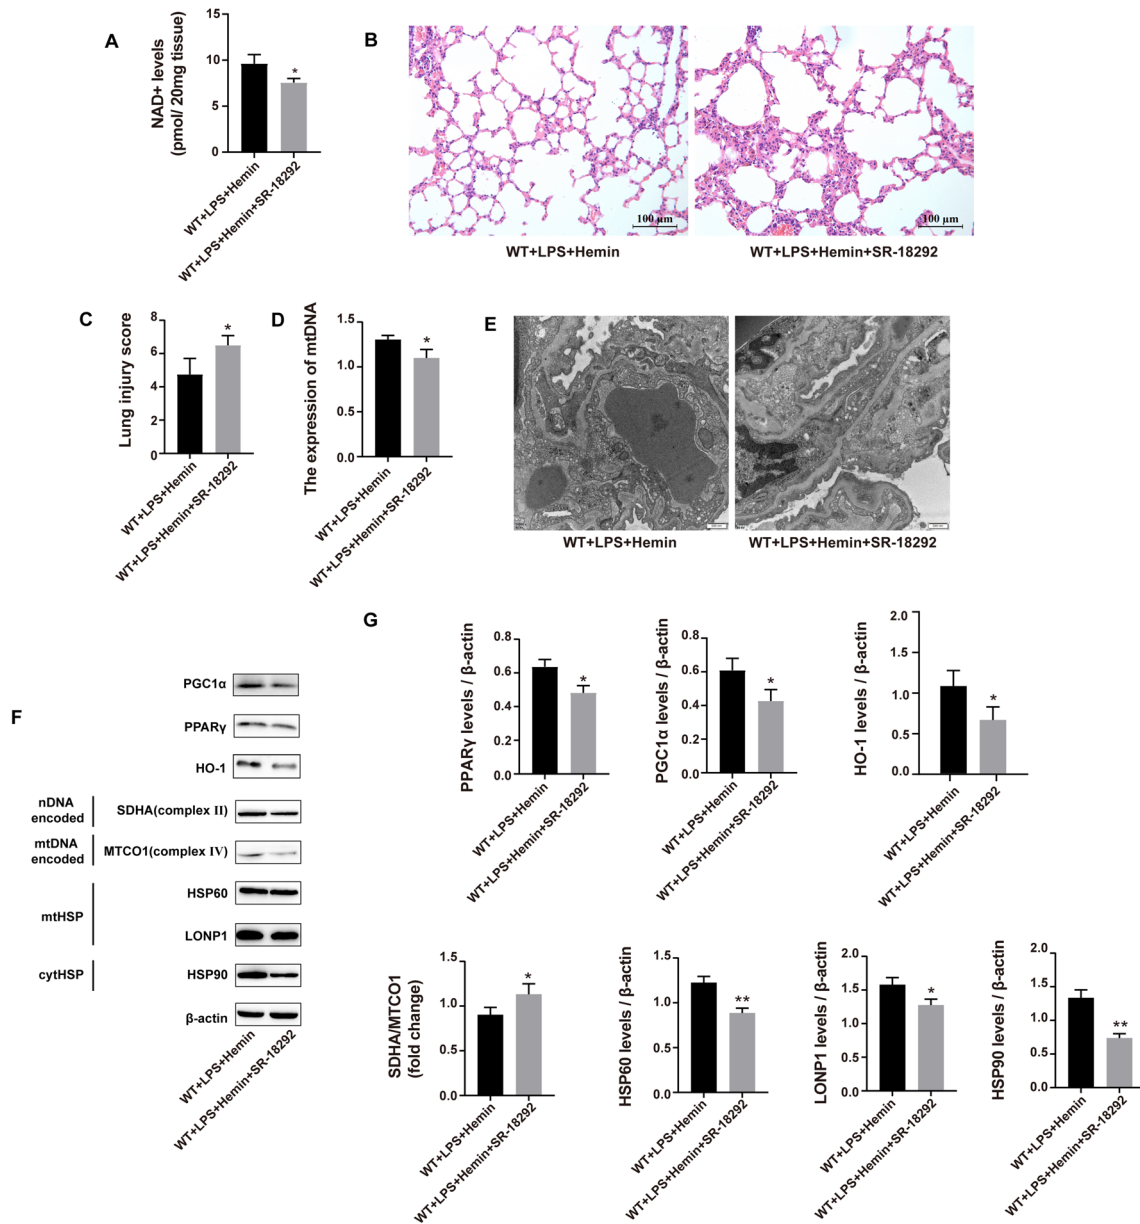 A
NAD+ levels
(pmol/ 20mg tissue)
15
10
5
0
*
WT+LPS+Hemin
WT+LPS+Hemin+SR-18292
B
100 µm
100 µm
WT+LPS+Hemin
WT+LPS+Hemin+SR-18292
C
Lung injury score
8
6
4
2
0
*
WT+LPS+Hemin
WT+LPS+Hemin+SR-18292
D
The expression of mtDNA
1.5
1.0
0.5
0.0
*
WT+LPS+Hemin
WT+LPS+Hemin+SR-18292
E
WT+LPS+Hemin
WT+LPS+Hemin+SR-18292
F
PGC1α
PPARγ
HO-1
nDNA
encoded
SDHA(complex II)
mtDNA
encoded
MTCO1(complex IV)
mtHSP
HSP60
LONP1
cytHSP
HSP90
β-actin
WT+LPS+Hemin
WT+LPS+Hemin+SR-18292
G
PPARγ levels / β-actin
0.8
0.6
0.4
0.2
0.0
*
WT+LPS+Hemin
WT+LPS+Hemin+SR-18292
PGC1α levels / β-actin
0.8
0.6
0.4
0.2
0.0
*
WT+LPS+Hemin
WT+LPS+Hemin+SR-18292
HO-1 levels / β-actin
2.0
1.5
1.0
0.5
0.0
*
WT+LPS+Hemin
WT+LPS+Hemin+SR-18292
SDHA/MTCO1
(fold change)
1.5
1.0
0.5
0.0
*
WT+LPS+Hemin
WT+LPS+Hemin+SR-18292
HSP60 levels / β-actin
1.5
1.0
0.5
0.0
**
WT+LPS+Hemin
WT+LPS+Hemin+SR-18292
LONP1 levels / β-actin
2.0
1.5
1.0
0.5
0.0
*
WT+LPS+Hemin
WT+LPS+Hemin+SR-18292
HSP90 levels / β-actin
2.0
1.5
1.0
0.5
0.0
**
WT+LPS+Hemin
WT+LPS+Hemin+SR-18292